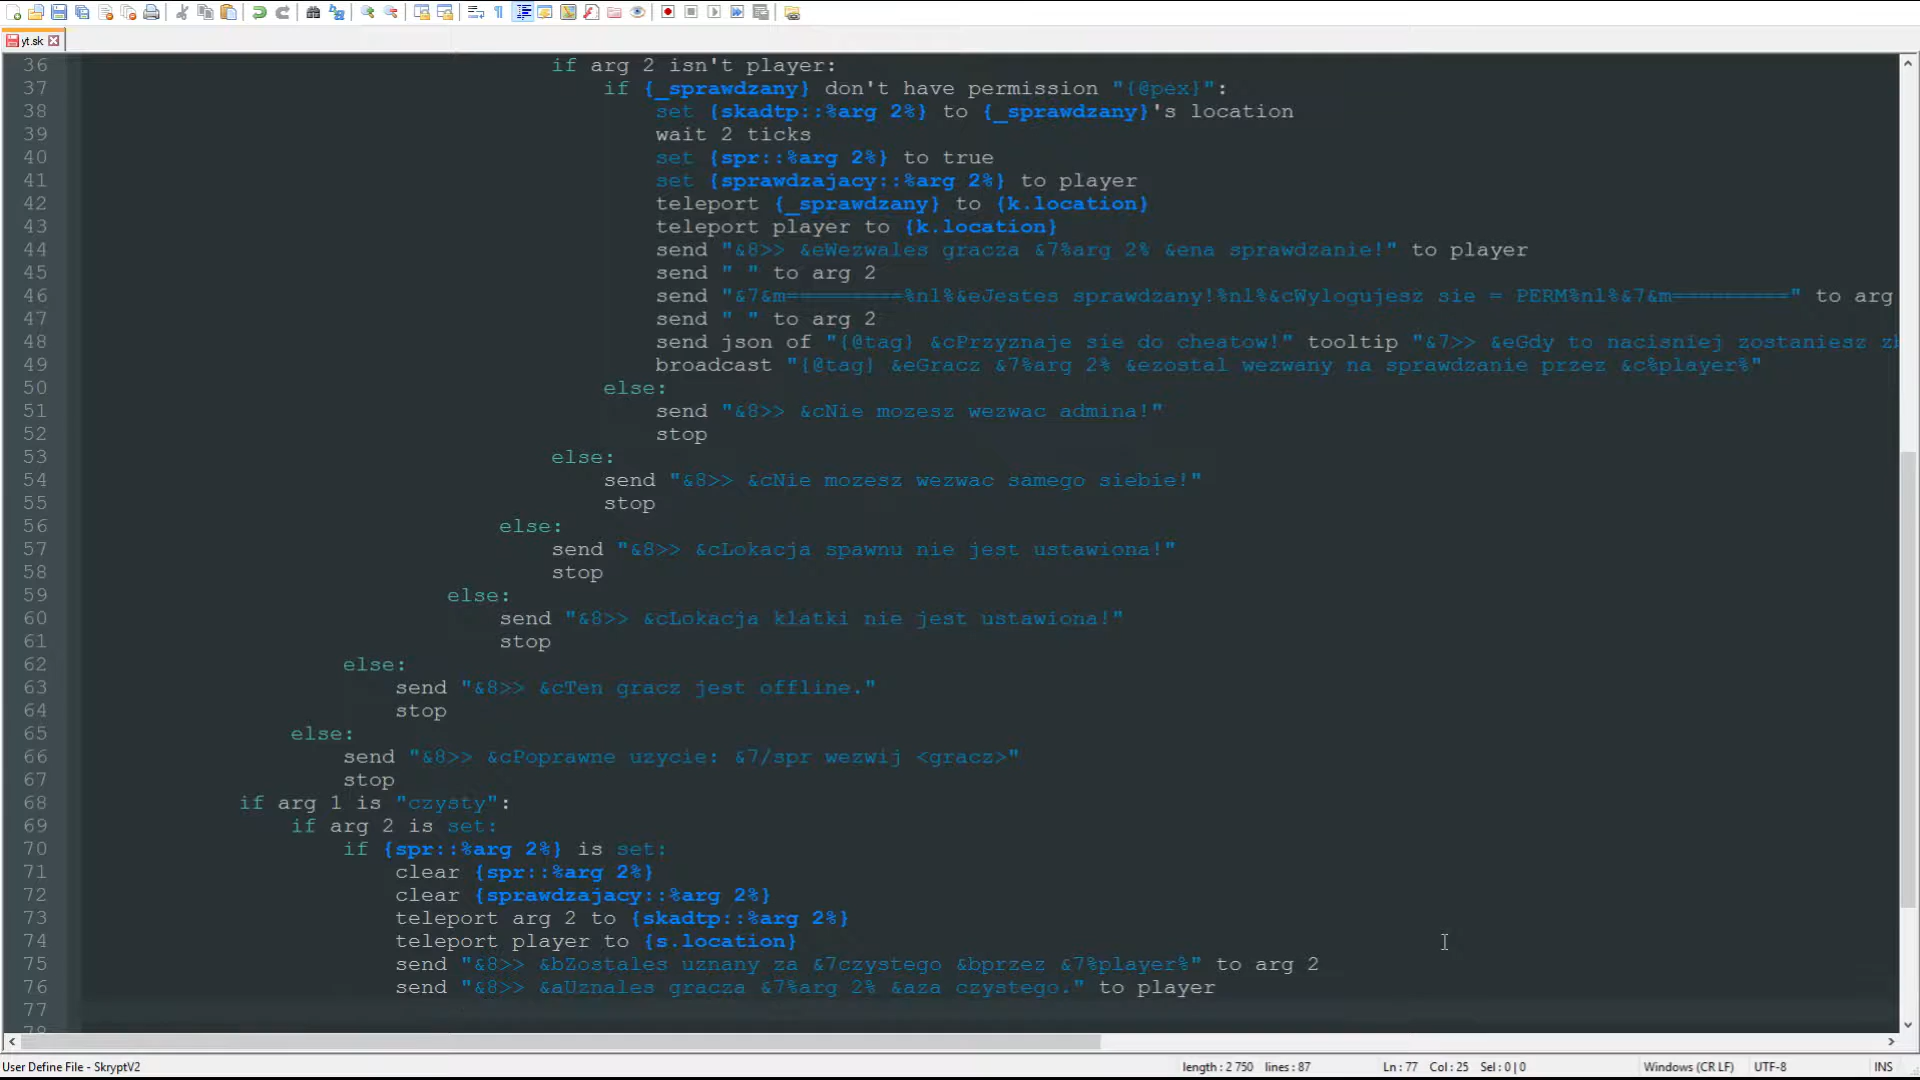 yt.sk
36 if arg 2 isn't player:
37 if {_sprawdzany} don't have permission "{@pex}":
38 set {skadtp::%arg 2%} to {_sprawdzany}'s location
39 wait 2 ticks
40 set {spr::%arg 2%} to true
41 set {sprawdzajacy::%arg 2%} to player
42 teleport {_sprawdzany} to {k.location}
43 teleport player to {k.location}
44 send "&8>> &eWezwales gracza &7%arg 2% &ena sprawdzanie!" to player
45 send " " to arg 2
46 send "&7&m=========%nl%&eJestes sprawdzany!%nl%&cWylogujesz sie = PERM%nl%&7&m=========" to arg
47 send " " to arg 2
48 send json of "{@tag} &cPrzyznaje sie do cheatow!" tooltip "&7>> &eGdy to nacisniej zostaniesz
49 broadcast "{@tag} &eGracz &7%arg 2% &ezostal wezwany na sprawdzanie przez &c%player%"
50 else:
51 send "&8>> &cNie mozesz wezwac admina!"
52 stop
53 else:
54 send "&8>> &cNie mozesz wezwac samego siebie!"
55 stop
56 else:
57 send "&8>> &cLokacja spawnu nie jest ustawiona!"
58 stop
59 else:
60 send "&8>> &cLokacja klatki nie jest ustawiona!"
61 stop
62 else:
63 send "&8>> &cTen gracz jest offline."
64 stop
65 else:
66 send "&8>> &cPoprawne uzycie: &7/spr wezwij <gracz>"
67 stop
68 if arg 1 is "czysty":
69 if arg 2 is set:
70 if {spr::%arg 2%} is set:
71 clear {spr::%arg 2%}
72 clear {sprawdzajacy::%arg 2%}
73 teleport arg 2 to {skadtp::%arg 2%}
74 teleport player to {s.location}
75 send "&8>> &bZostales uznany za &7czystego &bprzez &7%player%" to arg 2
76 send "&8>> &aUznales gracza &7%arg 2% &aza czystego." to player
77
78
User Define File - SkryptV2 length : 2 750 lines : 87 Ln : 77 Col : 25 Sel : 0 | 0 Windows (CR LF) UTF-8 INS